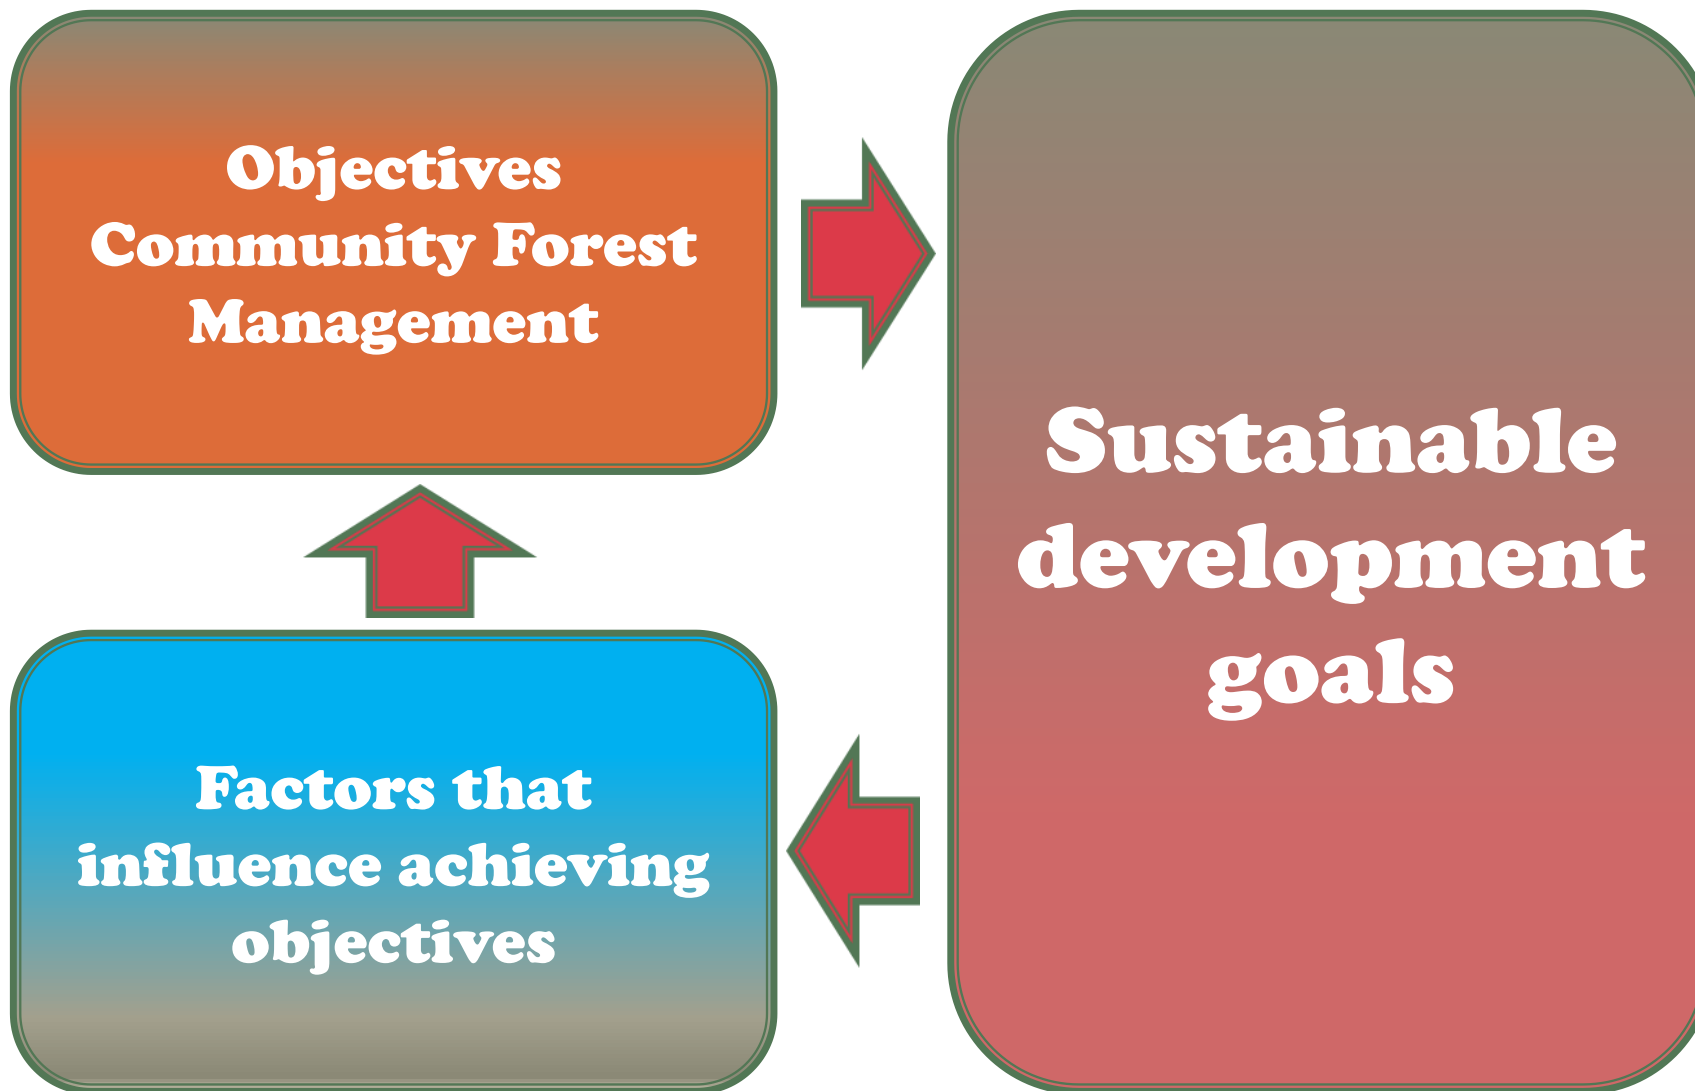 Objectives
Community Forest
Management
Sustainable
development
goals
Factors that
influence achieving
objectives